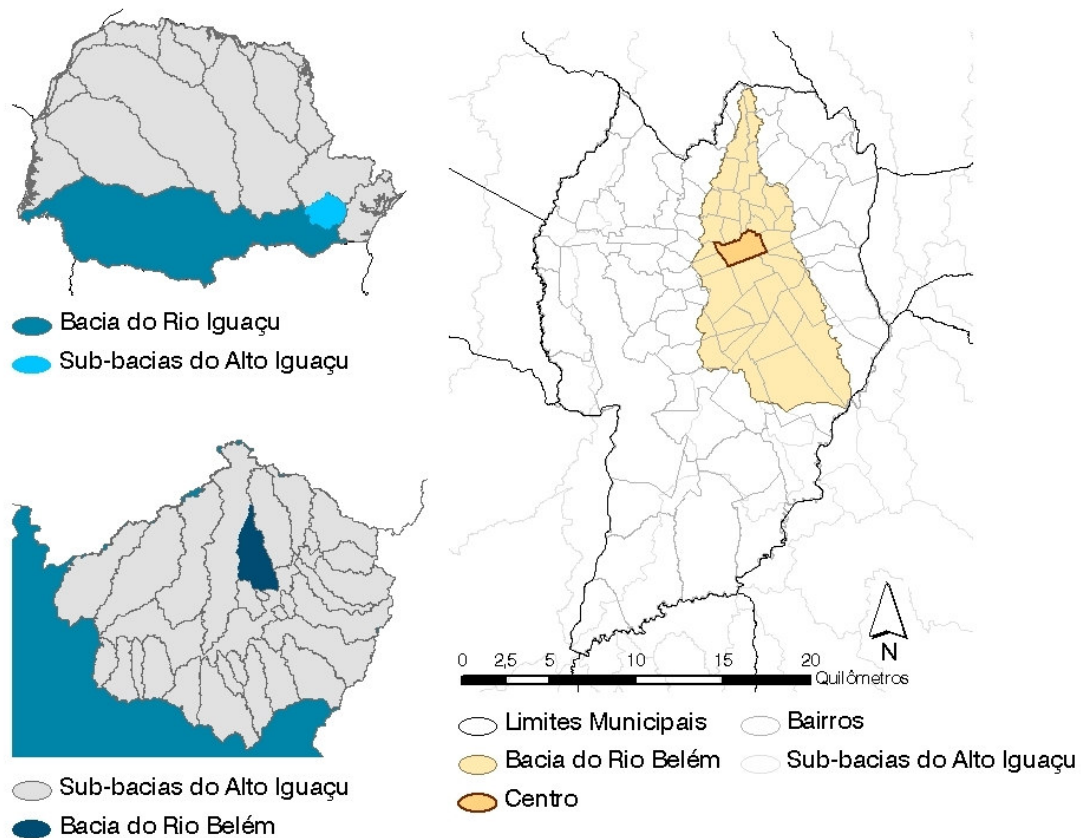 Bacia do Rio Iguaçu
Sub-bacias do Alto Iguaçu
Sub-bacias do Alto Iguaçu
Bacia do Rio Belém
N
0 2,5 5 10 15 20
Quilômetros
Limites Municipais
Bairros
Bacia do Rio Belém
Sub-bacias do Alto Iguaçu
Centro